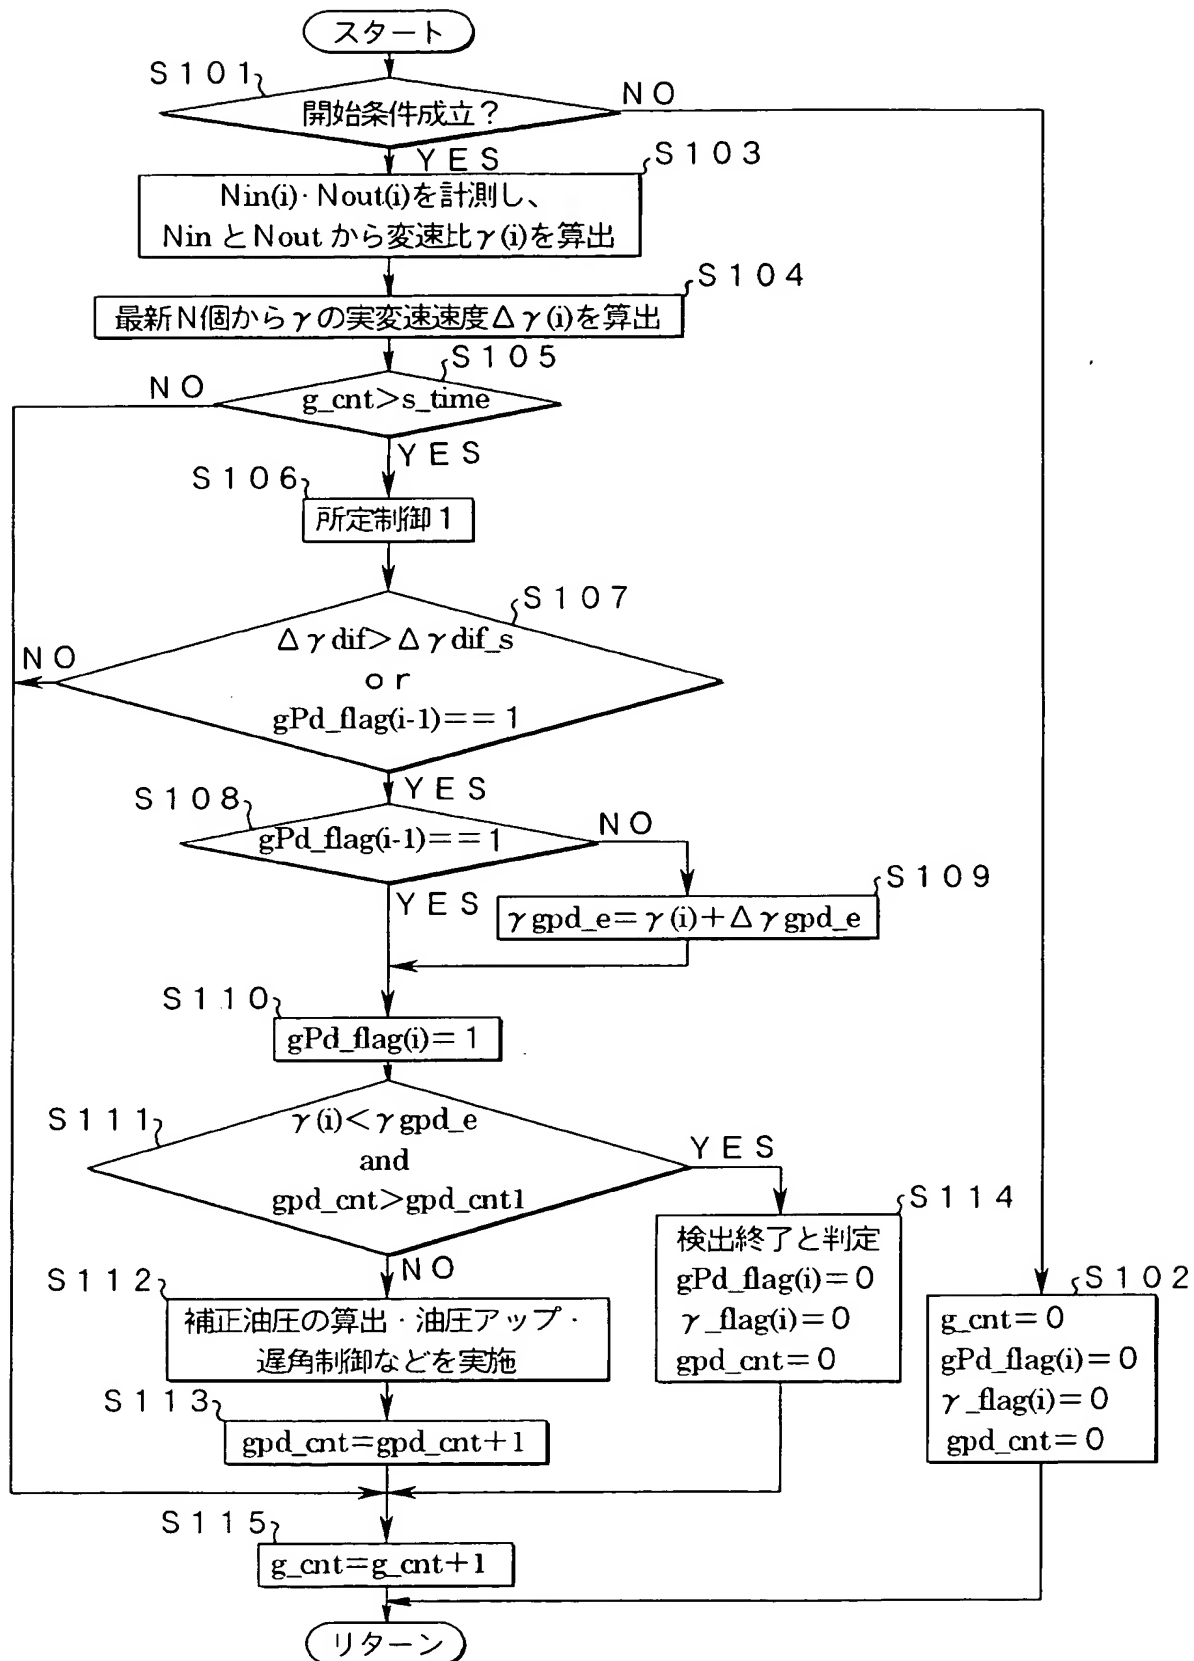 スタート
S101
開始条件成立?
NO
YES
S103
Nin(i)·Nout(i)を計測し、
NinとNoutから変速比γ(i)を算出
S104
最新N個からγの実変速速度Δγ(i)を算出
S105
NO
g_cnt>s_time
YES
S106
所定制御1
S107
Δγdif>Δγdif_s
NO
or
gPd_flag(i-1)==1
YES
S108
gPd_flag(i-1)==1
NO
YES
S109
γgpd_e=γ(i)+Δγgpd_e
S110
gPd_flag(i)=1
S111
γ(i)<γgpd_e
and
gpd_cnt>gpd_cnt1
YES
NO
S114
検出終了と判定
gPd_flag(i)=0
γ_flag(i)=0
gpd_cnt=0
S102
g_cnt=0
gPd_flag(i)=0
γ_flag(i)=0
gpd_cnt=0
S112
補正油圧の算出·油圧アップ·
遅角制御などを実施
S113
gpd_cnt=gpd_cnt+1
S115
g_cnt=g_cnt+1
リターン